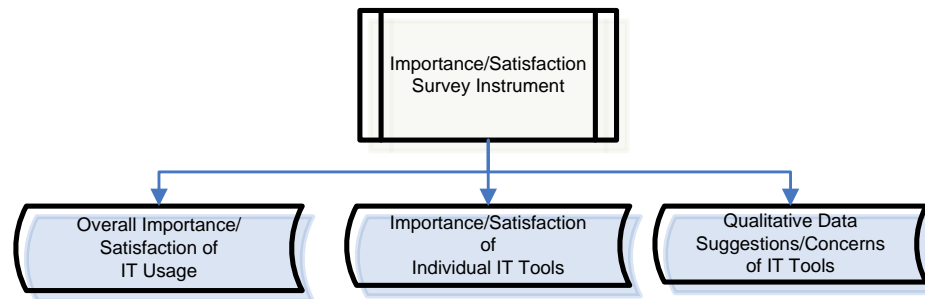 Importance/Satisfaction
Survey Instrument
Overall Importance/
Satisfaction of
IT Usage
Importance/Satisfaction
of
Individual IT Tools
Qualitative Data
Suggestions/Concerns
of IT Tools